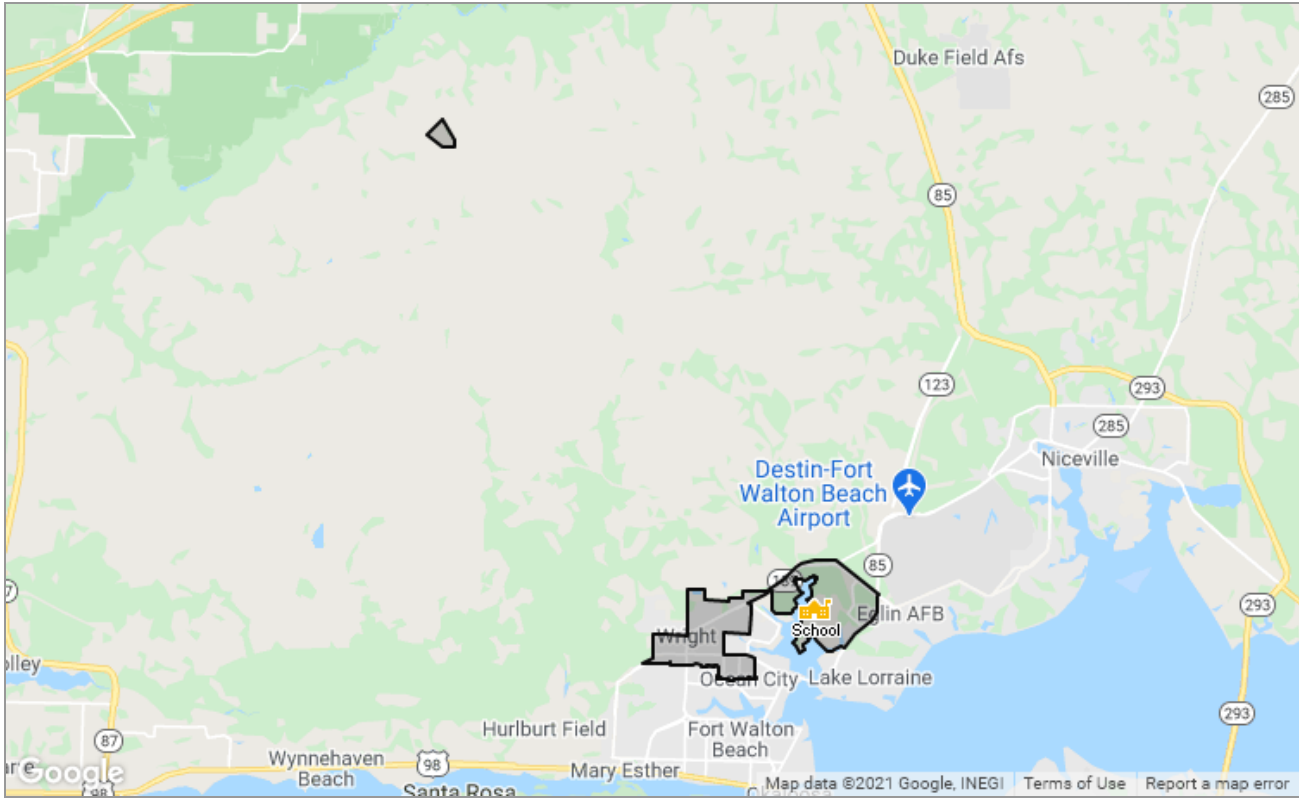 Duke Field Afs
285
85
123
293
285
Niceville
Destin-Fort
Walton Beach
Airport
85
Eglin AFB
School
Wright
293
Ocean City
Lake Lorraine
Hurlburt Field
Fort Walton
Beach
293
87
Wynnehaven
Beach
98
Mary Esther
Google
98
Santa Rosa
Okaloosa
Map data ©2021 Google, INEGI
Terms of Use
Report a map error